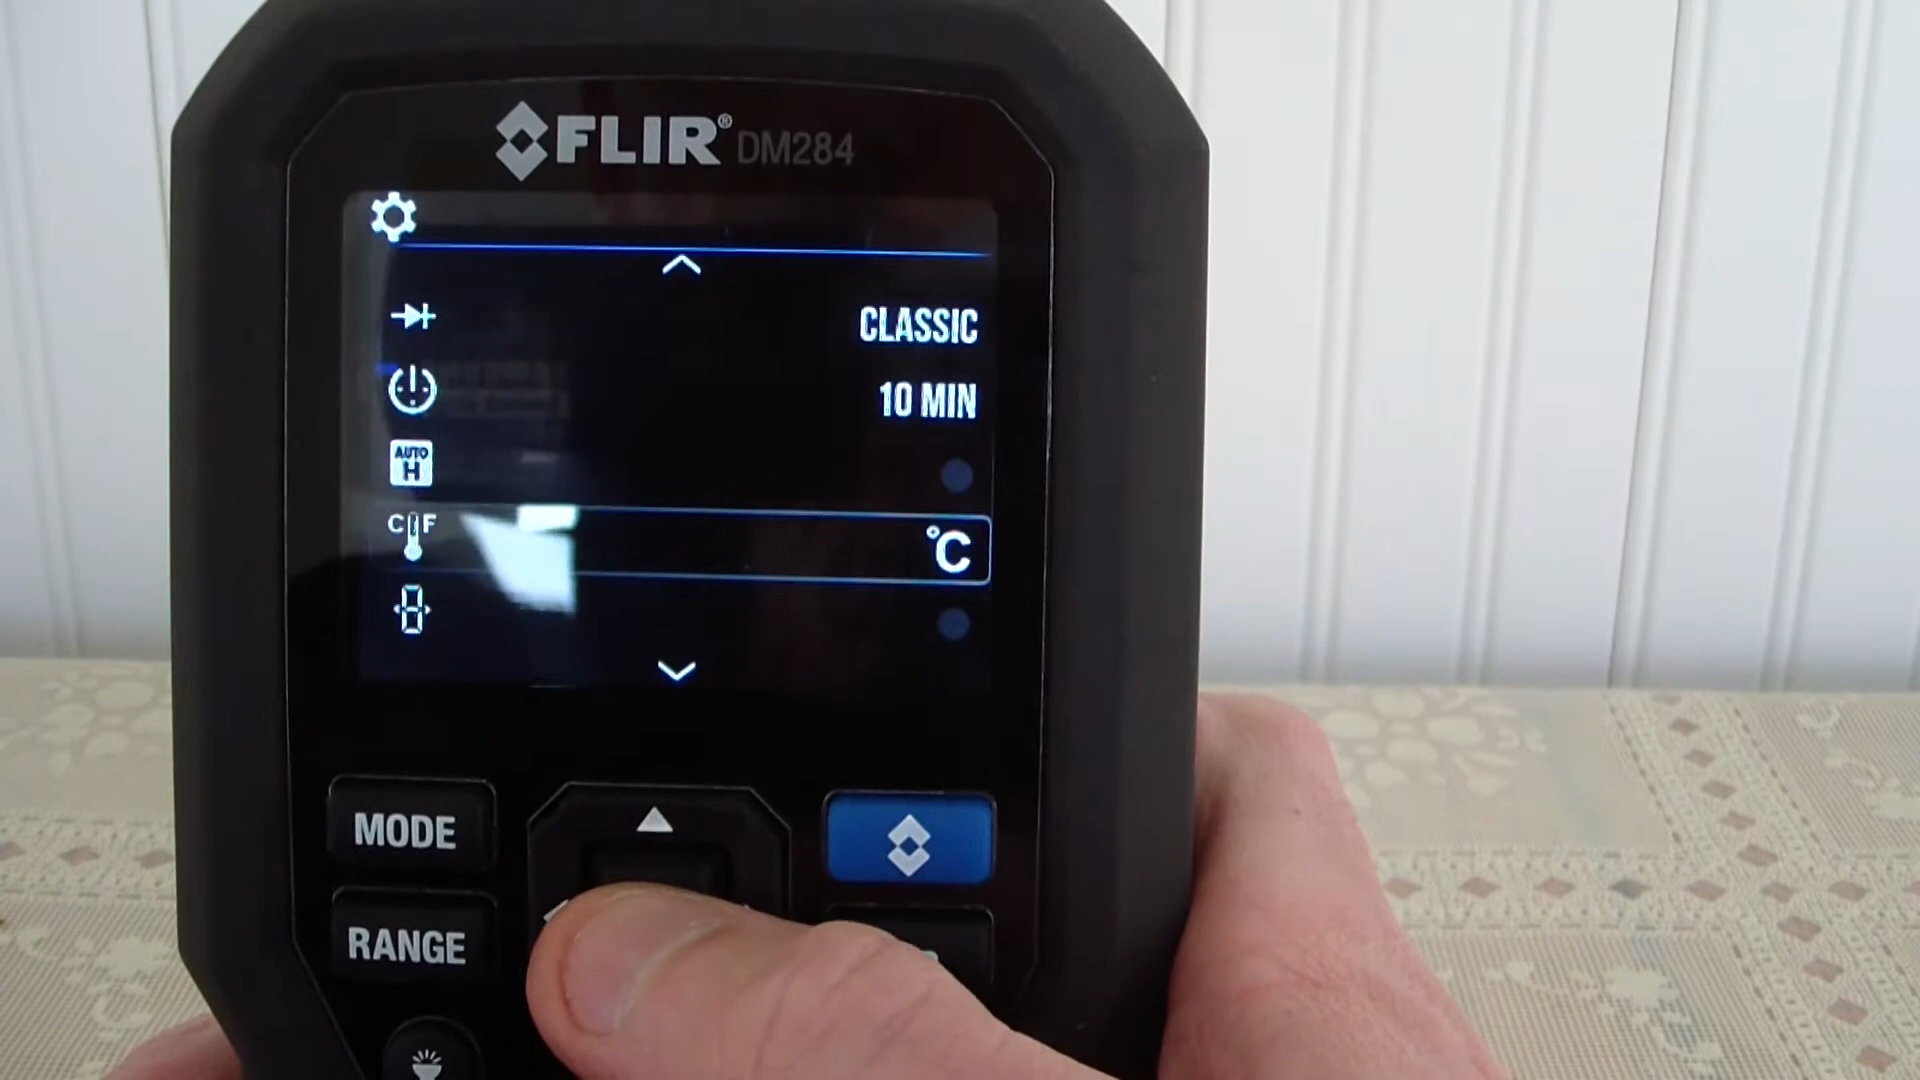 FLIR® DM284
CLASSIC
10 MIN
AUTO
H
C F
°C
MODE
RANGE